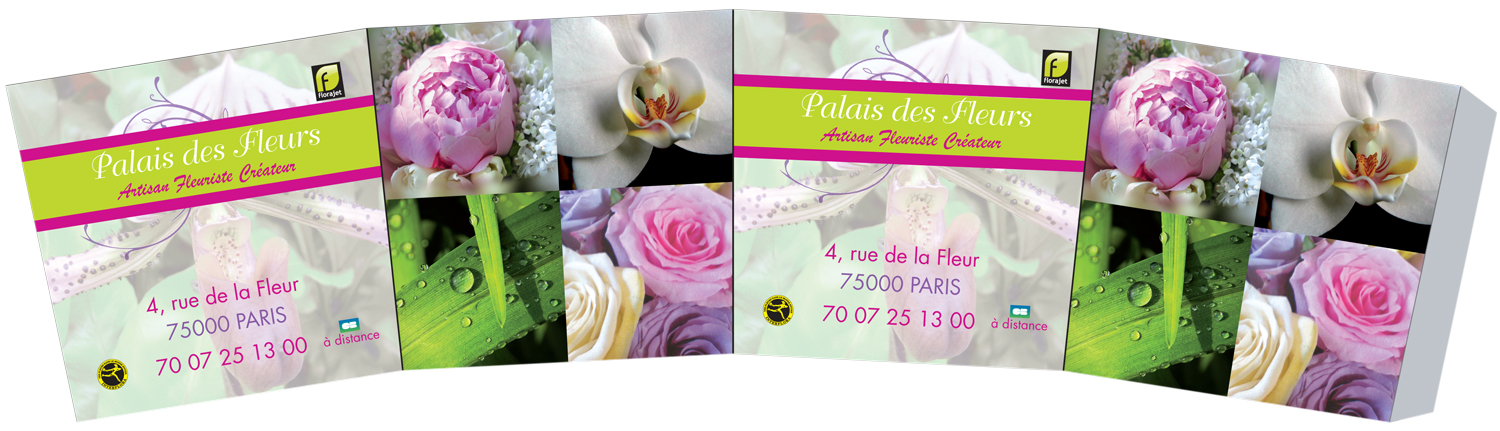 F
florajet
Palais des Fleurs
Artisan Fleuriste Créateur
4, rue de la Fleur
75000 PARIS
70 07 25 13 00
à distance
INTERFLORA
F
florajet
Palais des Fleurs
Artisan Fleuriste Créateur
4, rue de la Fleur
75000 PARIS
70 07 25 13 00
à distance
INTERFLORA